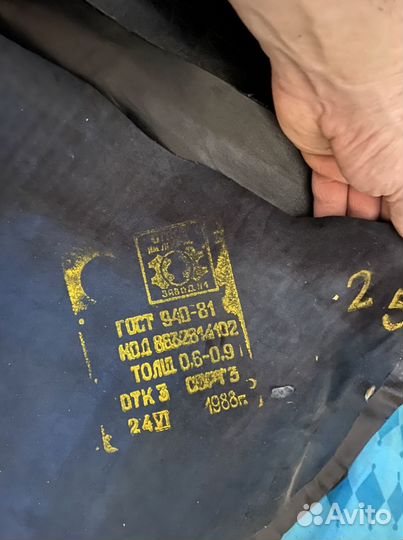 ЗАВОД №1
ГОСТ 940-81
КОД 8632814102
ТОЛЩ 0.6-0.9
ОТК 3 СОРТ 3
24 VI 1988г.
25
Avito